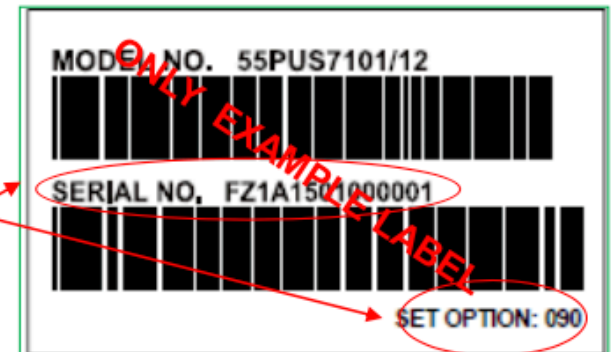 MODEL NO. 55PUS7101/12
ONLY EXAMPLE LABEL
SERIAL NO. FZ1A1501000001
SET OPTION: 090